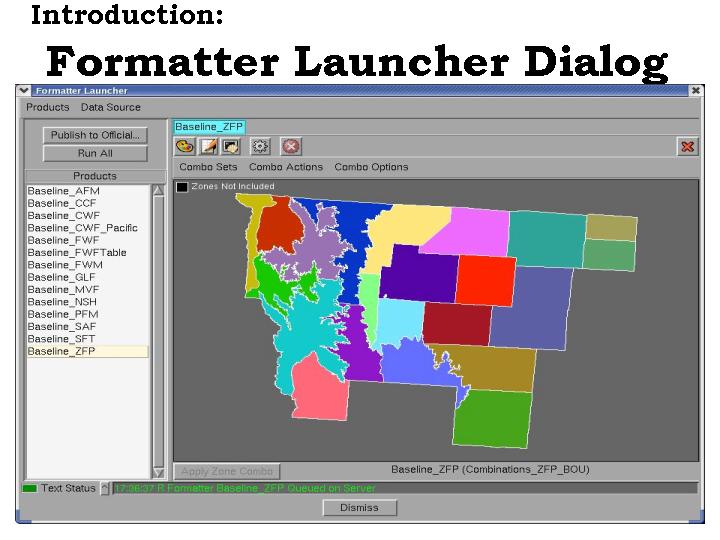 Introduction:
Formatter Launcher Dialog
Formatter Launcher
Products Data Source
Publish to Official...
Run All
Products
Baseline_AFM
Baseline_CCF
Baseline_CWF
Baseline_CWF_Pacific
Baseline_FWF
Baseline_FWFTable
Baseline_FWM
Baseline_GLF
Baseline_MVF
Baseline_NSH
Baseline_PFM
Baseline_SAF
Baseline_SFT
Baseline_ZFP
Baseline_ZFP
Combo Sets Combo Actions Combo Options
Zones Not Included
Apply Zone Combo
Baseline_ZFP (Combinations_ZFP_BOU)
Text Status
17:36:37 R Formatter Baseline_ZFP Queued on Server
Dismiss